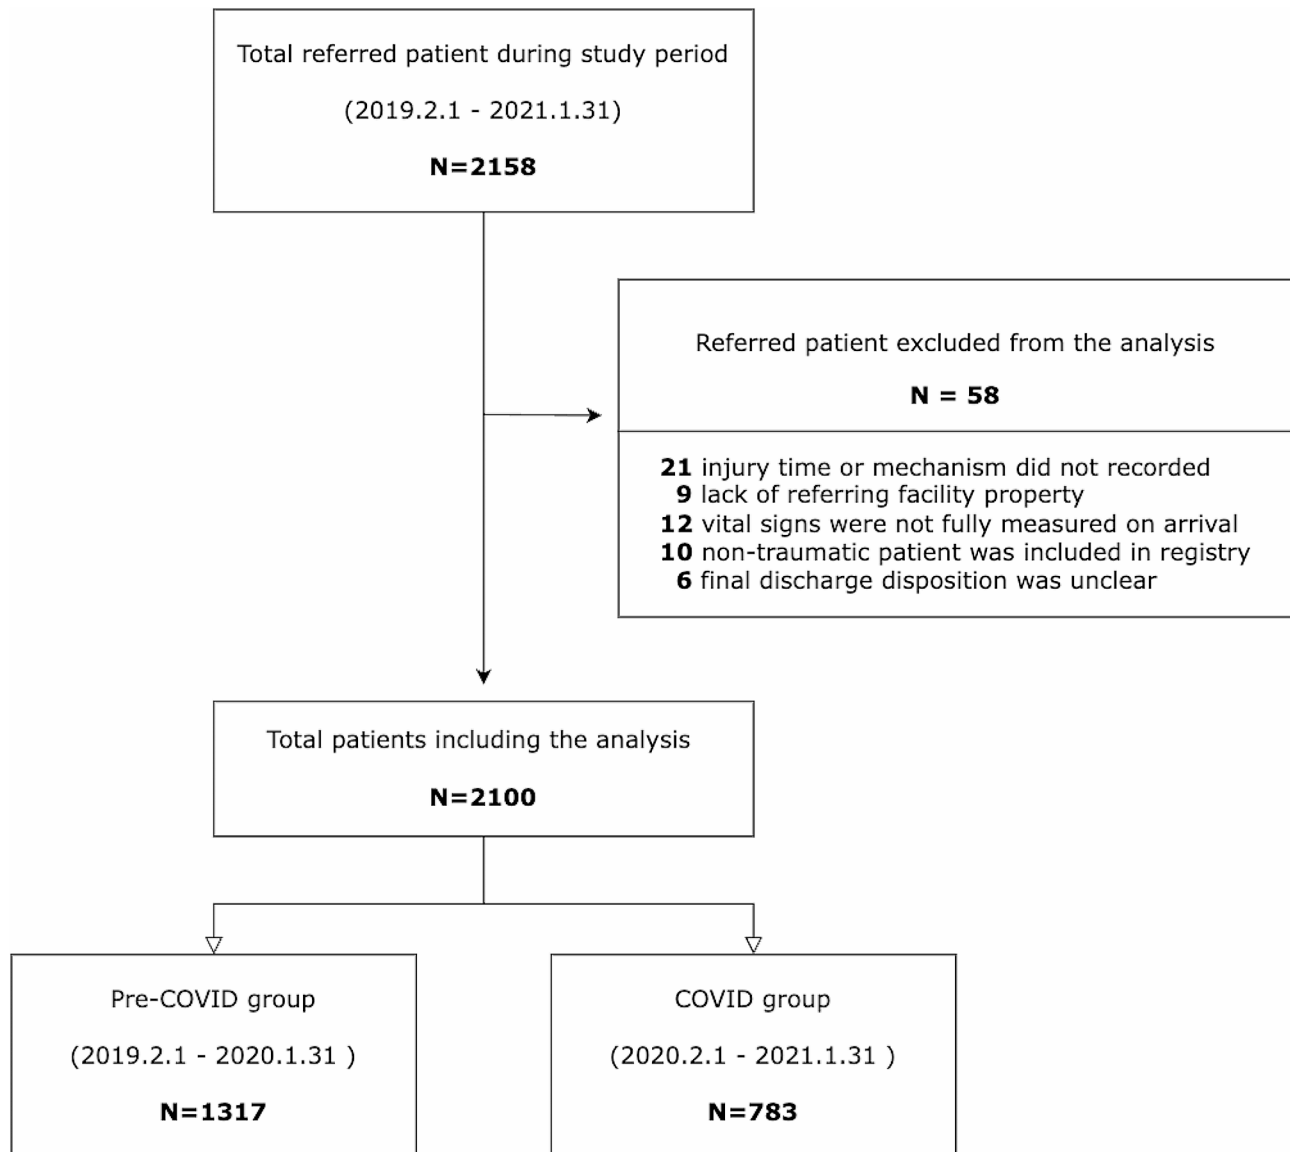 Total referred patient during study period
(2019.2.1 - 2021.1.31)
N=2158
Referred patient excluded from the analysis
N = 58
21 injury time or mechanism did not recorded
9 lack of referring facility property
12 vital signs were not fully measured on arrival
10 non-traumatic patient was included in registry
6 final discharge disposition was unclear
Total patients including the analysis
N=2100
Pre-COVID group
(2019.2.1 - 2020.1.31 )
N=1317
COVID group
(2020.2.1 - 2021.1.31 )
N=783